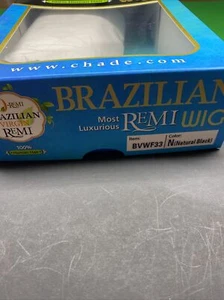 www.chade.com
REMI
BRAZILIAN
VIRGIN
REMI
100%
BRAZILIAN
Most
Luxurious
REMI WIG
Item:
BVWF33
Color:
N(Natural Black)